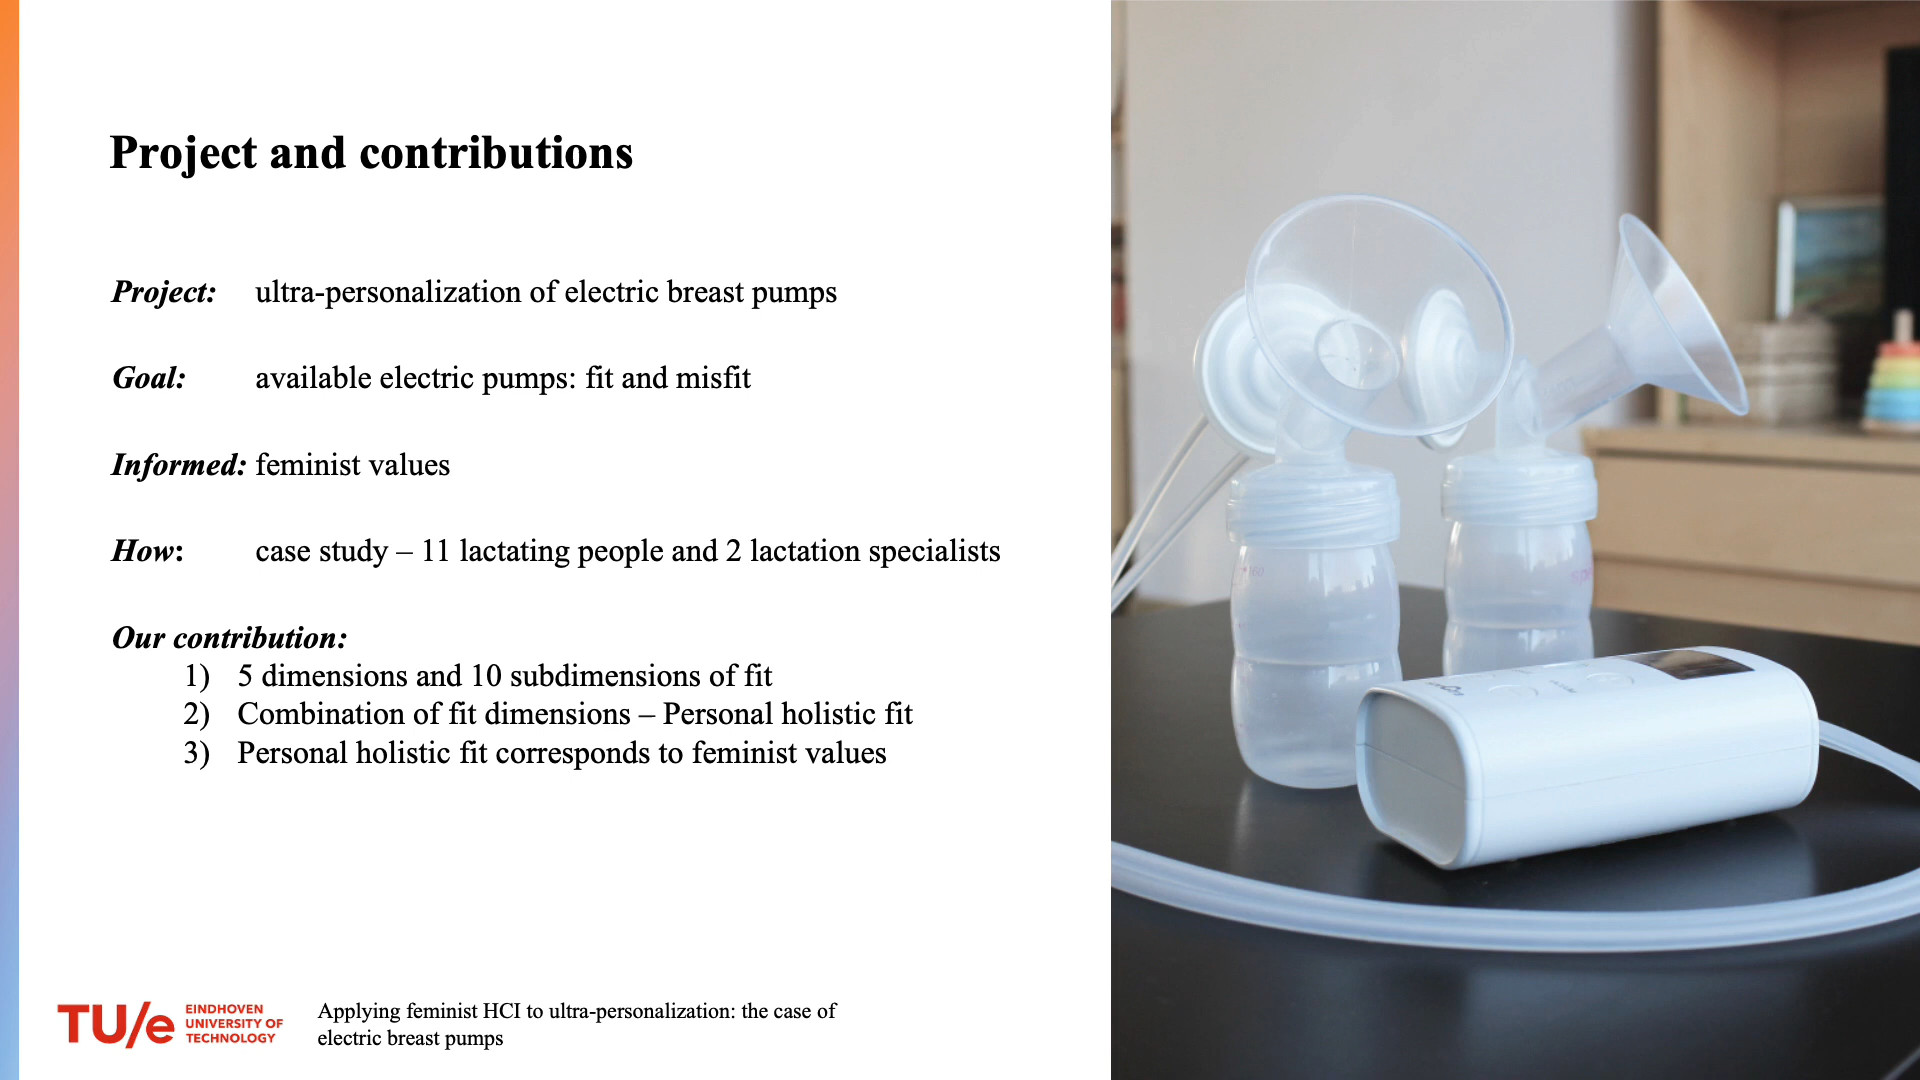 Project and contributions
Project: ultra-personalization of electric breast pumps
Goal: available electric pumps: fit and misfit
Informed: feminist values
How: case study – 11 lactating people and 2 lactation specialists
Our contribution:
1) 5 dimensions and 10 subdimensions of fit
2) Combination of fit dimensions – Personal holistic fit
3) Personal holistic fit corresponds to feminist values
TU/e
EINDHOVEN
UNIVERSITY OF
TECHNOLOGY
Applying feminist HCI to ultra-personalization: the case of
electric breast pumps